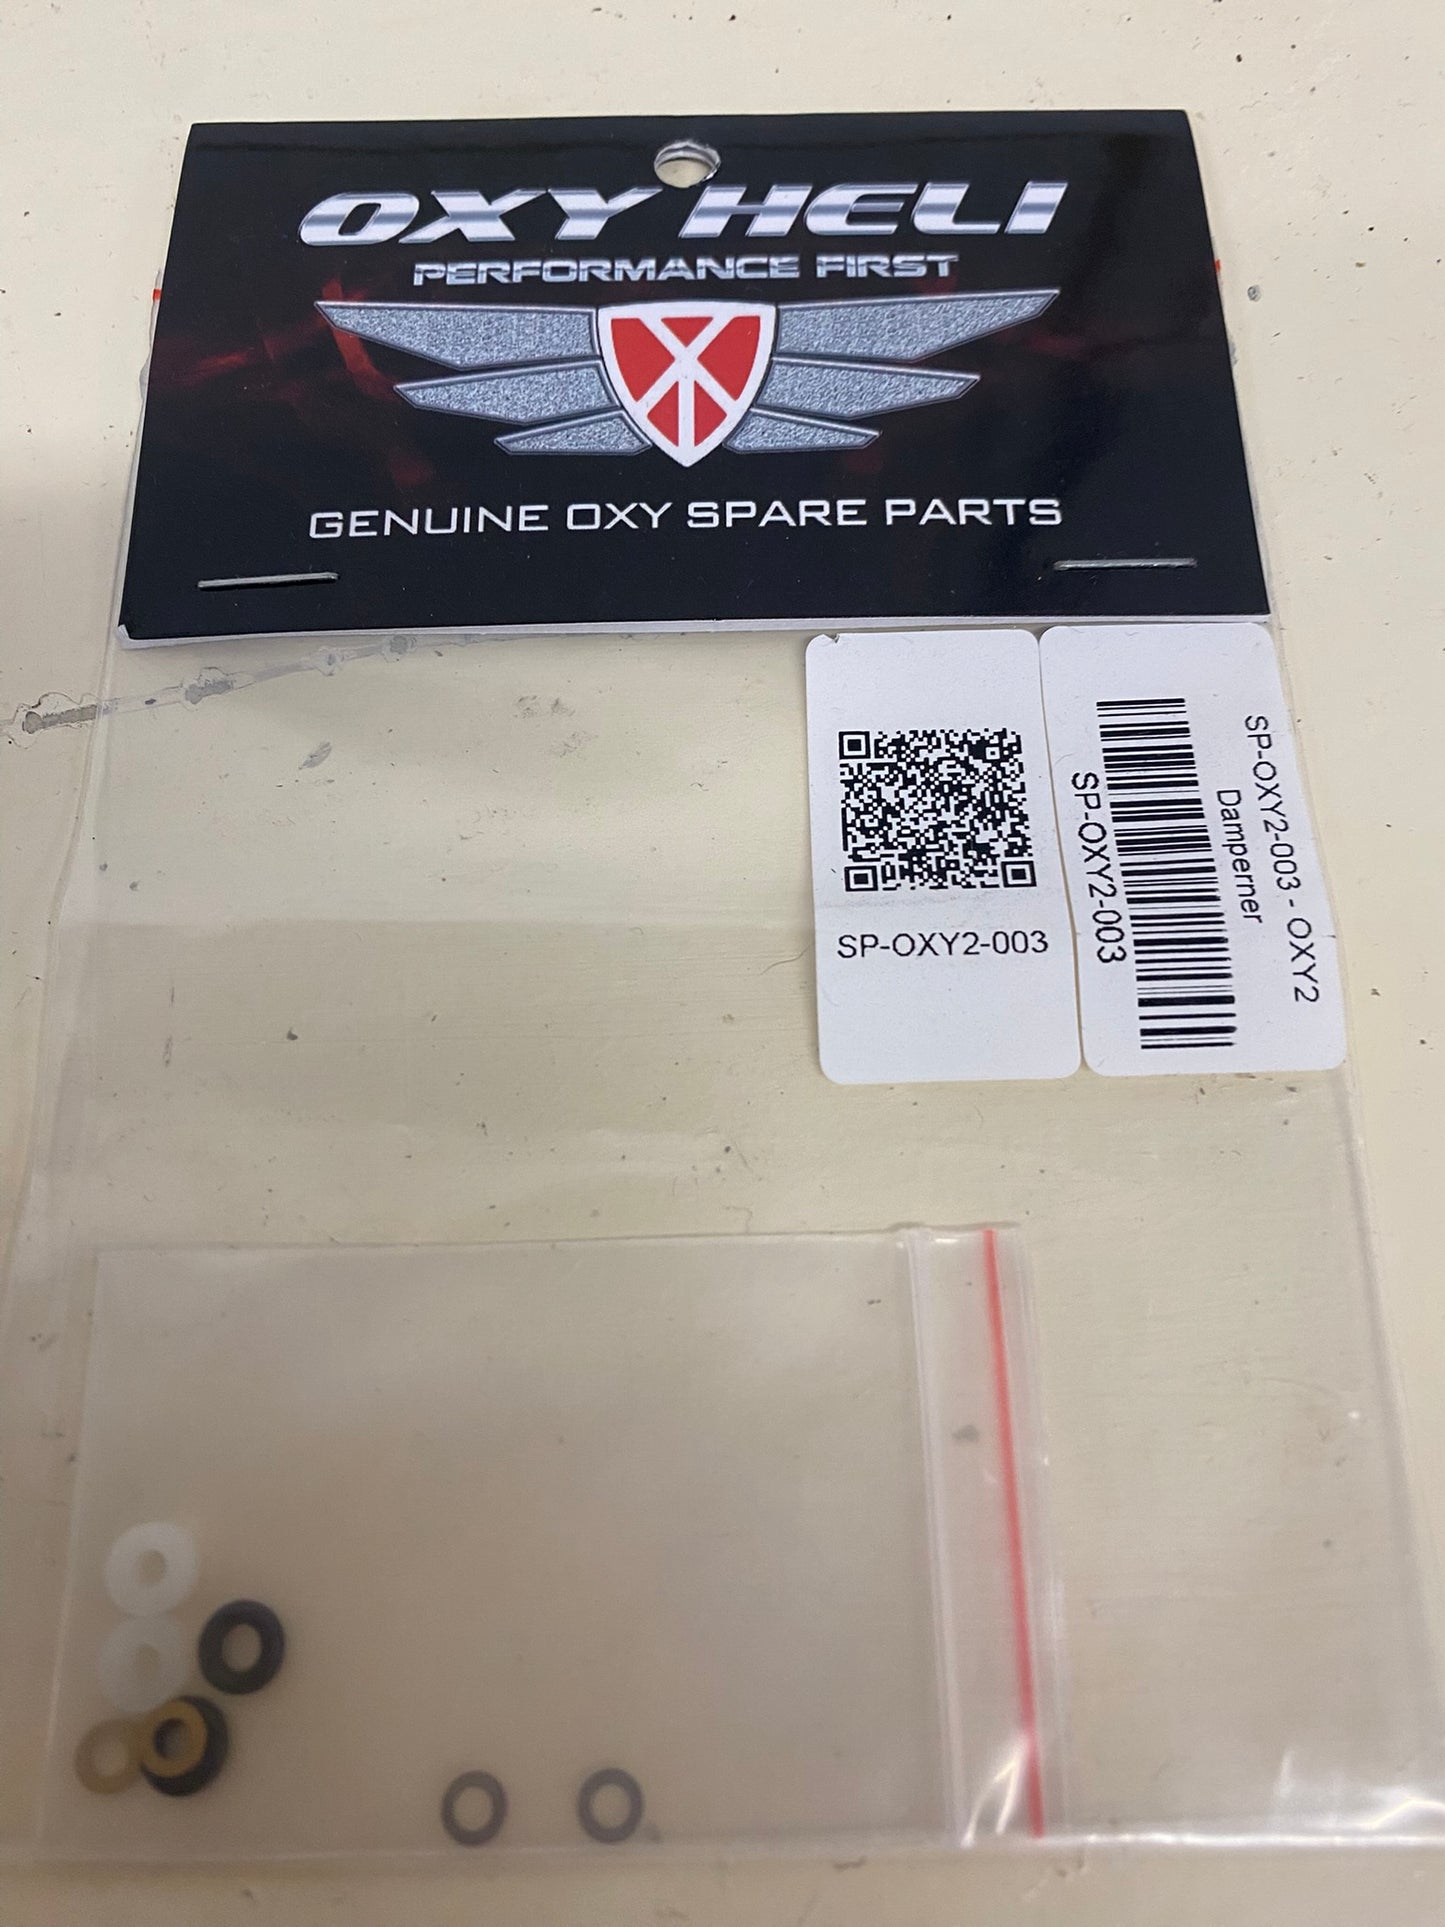 OXY HELI
PERFORMANCE FIRST
GENUINE OXY SPARE PARTS
SP-OXY2-003
SP-OXY2-003 - OXY2
Damperner
SP-OXY2-003